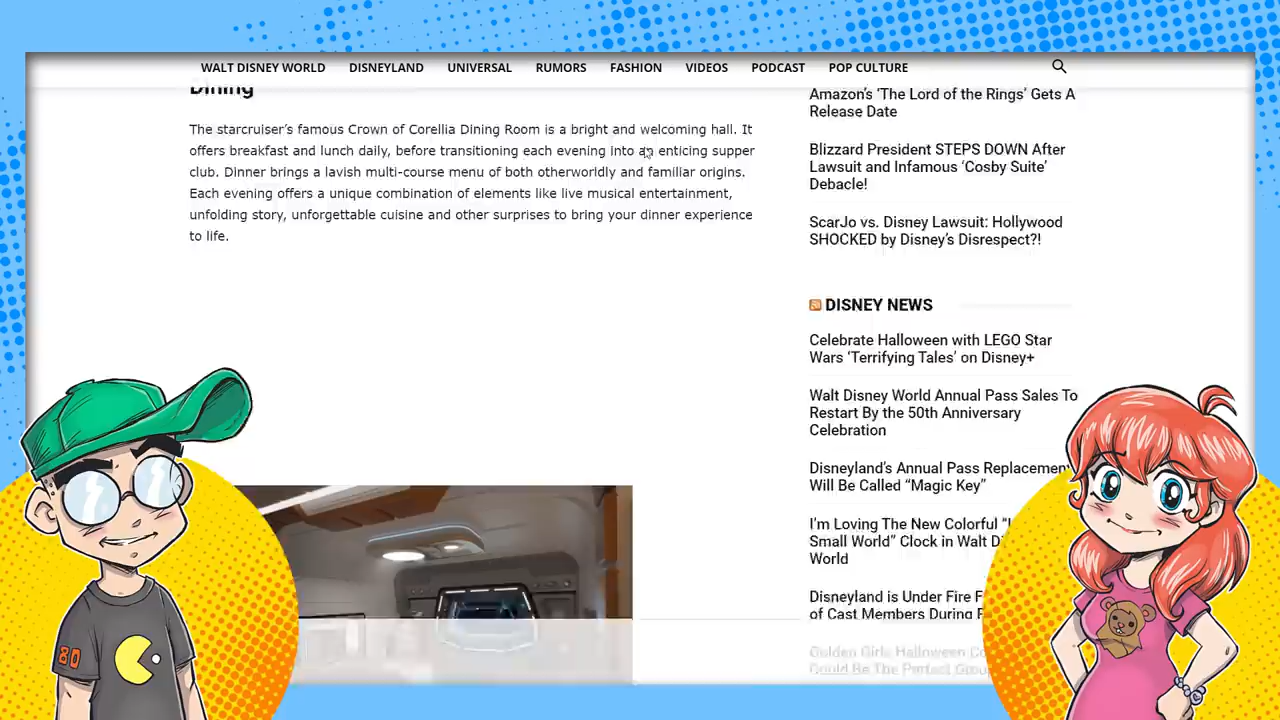 WALT DISNEY WORLD DISNEYLAND UNIVERSAL RUMORS FASHION VIDEOS PODCAST POP CULTURE
Dining
The starcruiser's famous Crown of Corellia Dining Room is a bright and welcoming hall. It
offers breakfast and lunch daily, before transitioning each evening into an enticing supper
club. Dinner brings a lavish multi-course menu of both otherworldly and familiar origins.
Each evening offers a unique combination of elements like live musical entertainment,
unfolding story, unforgettable cuisine and other surprises to bring your dinner experience
to life.
Amazon's 'The Lord of the Rings' Gets A
Release Date
Blizzard President STEPS DOWN After
Lawsuit and Infamous 'Cosby Suite'
Debacle!
ScarJo vs. Disney Lawsuit: Hollywood
SHOCKED by Disney's Disrespect?!
DISNEY NEWS
Celebrate Halloween with LEGO Star
Wars 'Terrifying Tales' on Disney+
Walt Disney World Annual Pass Sales To
Restart By the 50th Anniversary
Celebration
Disneyland's Annual Pass Replacement
Will Be Called "Magic Key"
I'm Loving The New Colorful
Small World" Clock in Walt
World
Disneyland is Under Fire
of Cast Members During
Golden Girls Halloween
Could Be The Perfect
80